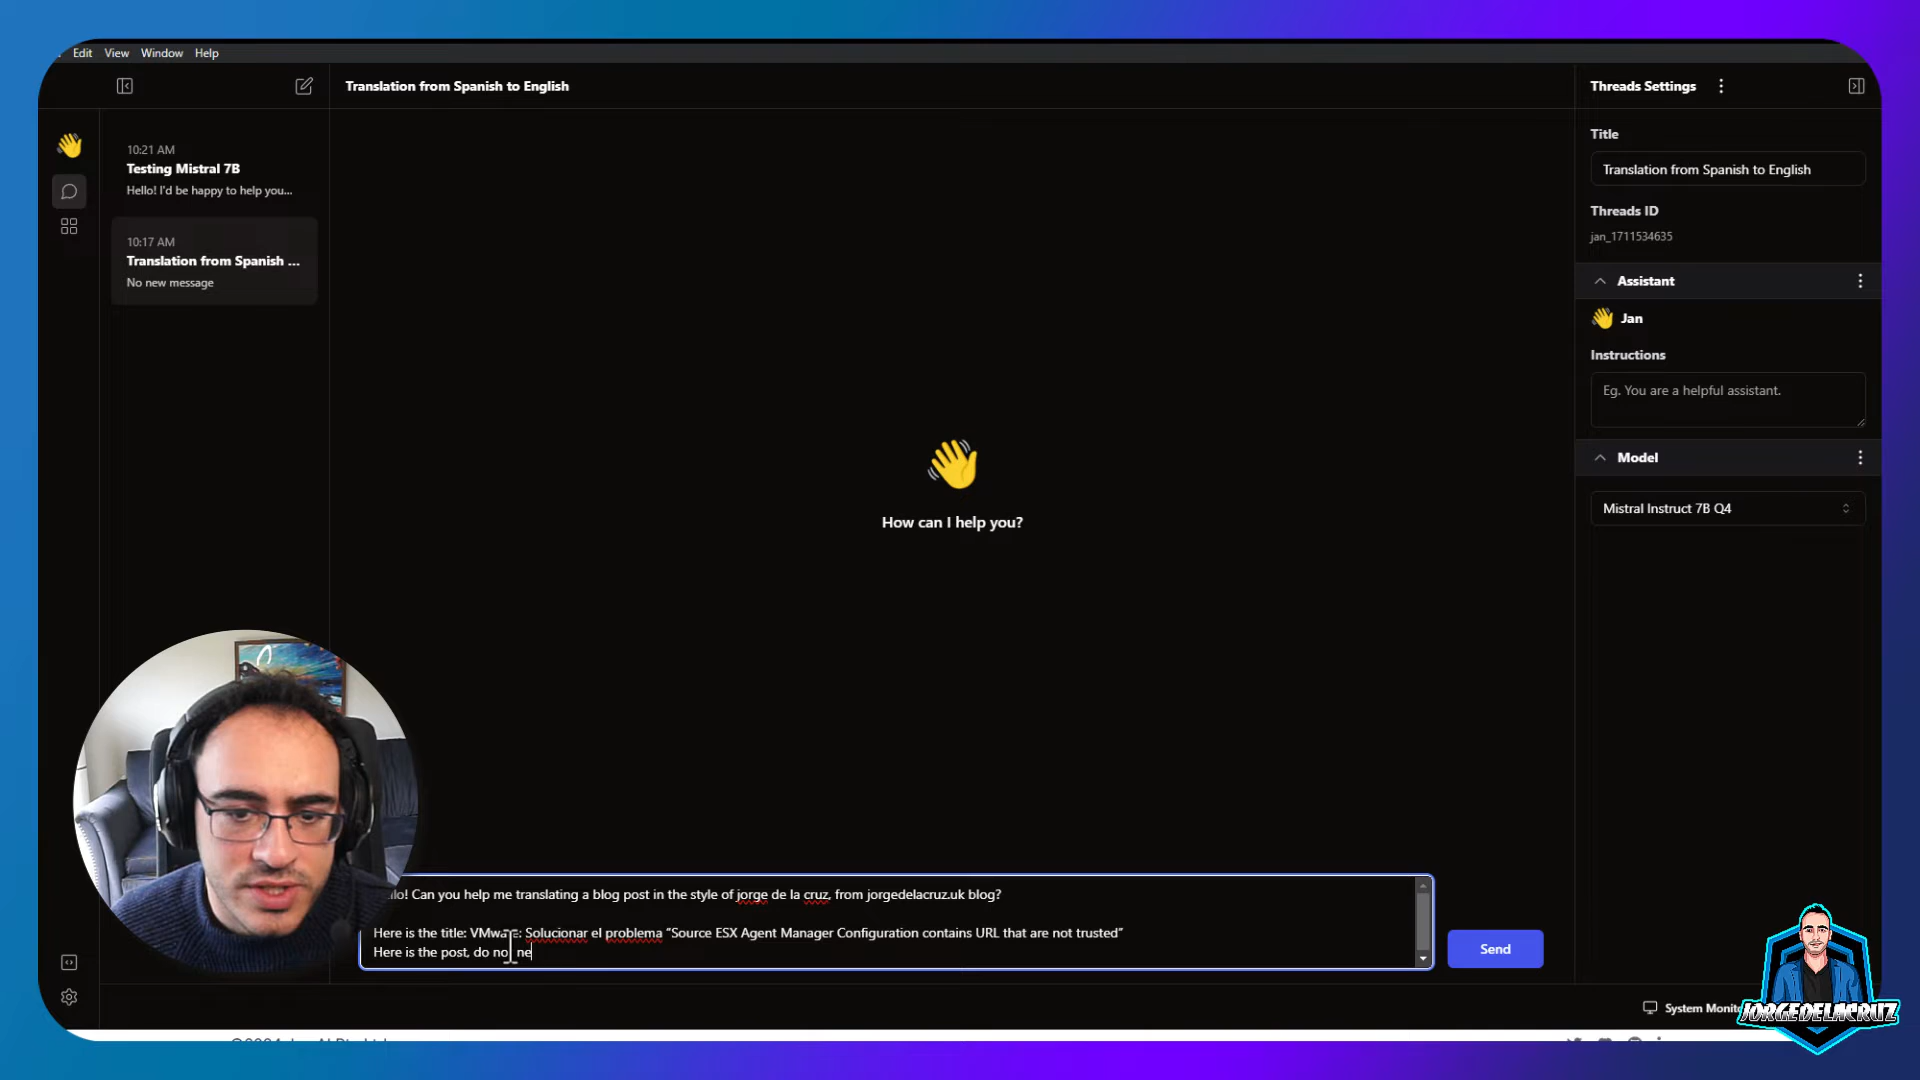 Edit View Window Help
Translation from Spanish to English
Threads Settings
10:21 AM
Testing Mistral 7B
Hello! I'd be happy to help you...
10:17 AM
Translation from Spanish ...
No new message
Title
Translation from Spanish to English
Threads ID
jan_1711534635
Assistant
Jan
Instructions
Eg. You are a helpful assistant.
Model
Mistral Instruct 7B Q4
How can I help you?
Can you help me translating a blog post in the style of jorge de la cruz, from jorgedelacruz.uk blog?
Here is the title: VMware: Solucionar el problema “Source ESX Agent Manager Configuration contains URL that are not trusted”
Here is the post, do no ne
Send
System
JORGEDELACRUZ